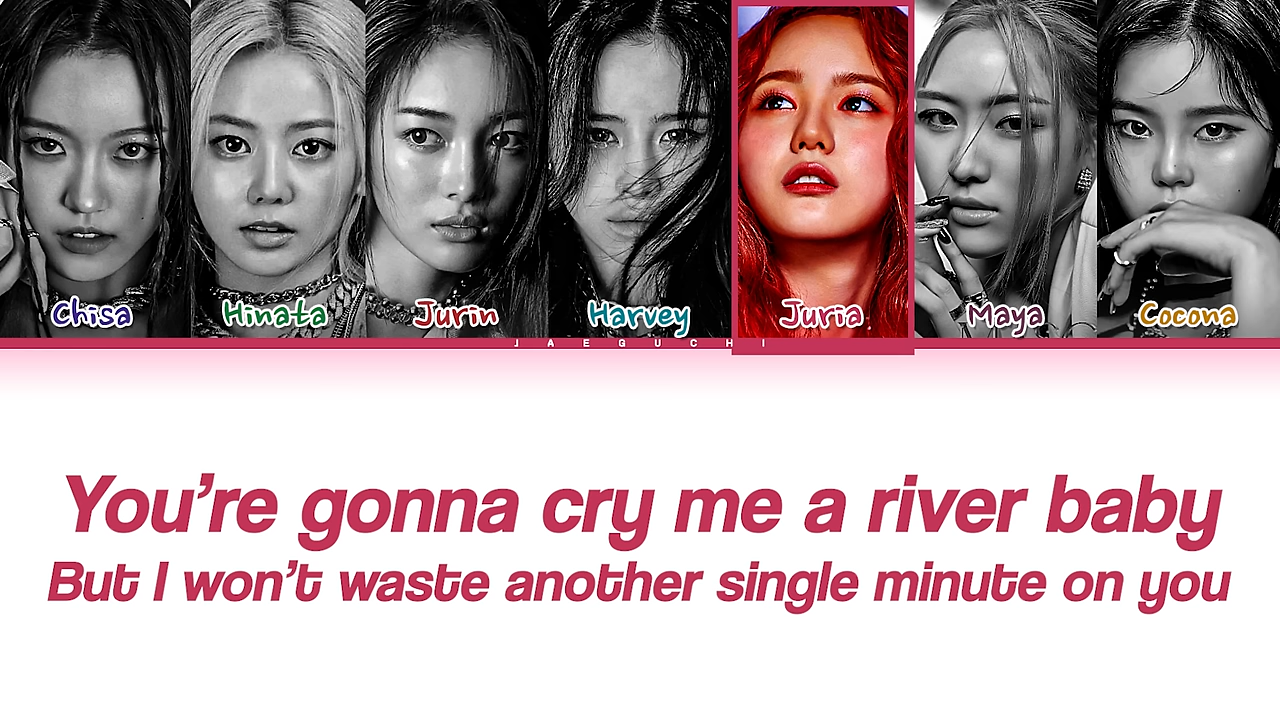 Chisa Hinata Jurin Harvey Juria Maya Cocona
JAEGUCHI
You're gonna cry me a river baby
But I won't waste another single minute on you